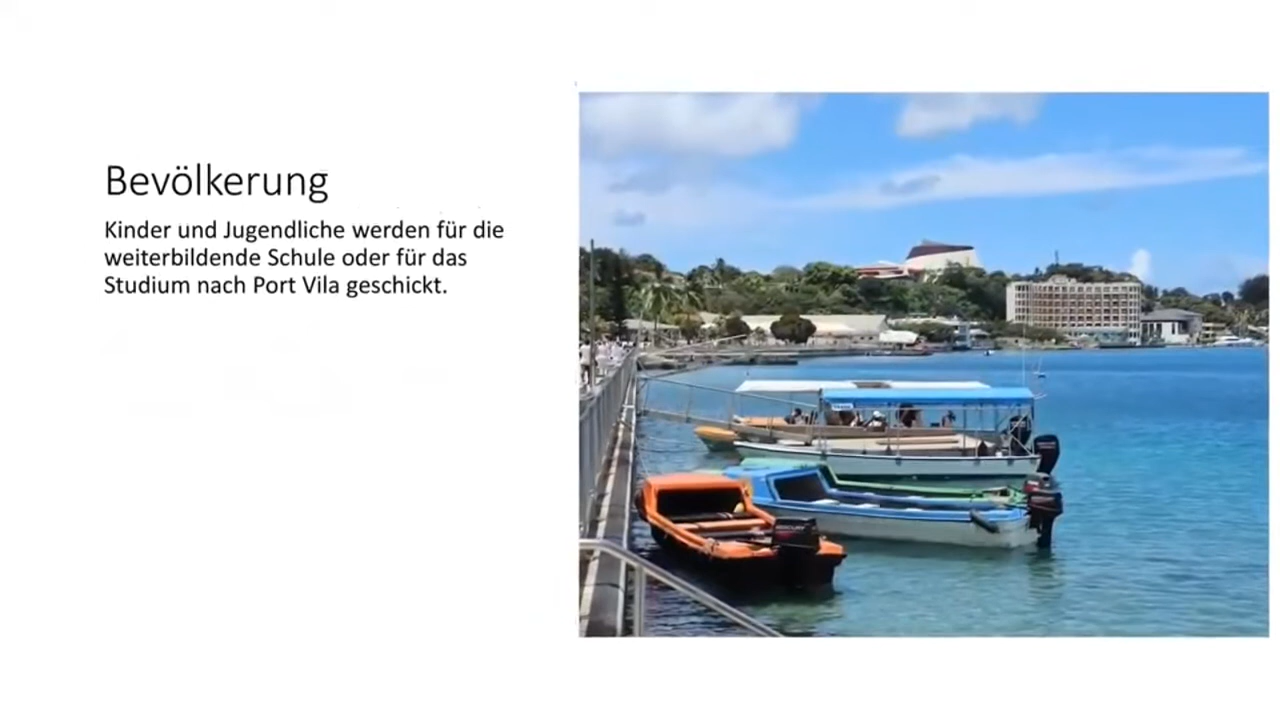 Bevölkerung
Kinder und Jugendliche werden für die
weiterbildende Schule oder für das
Studium nach Port Vila geschickt.